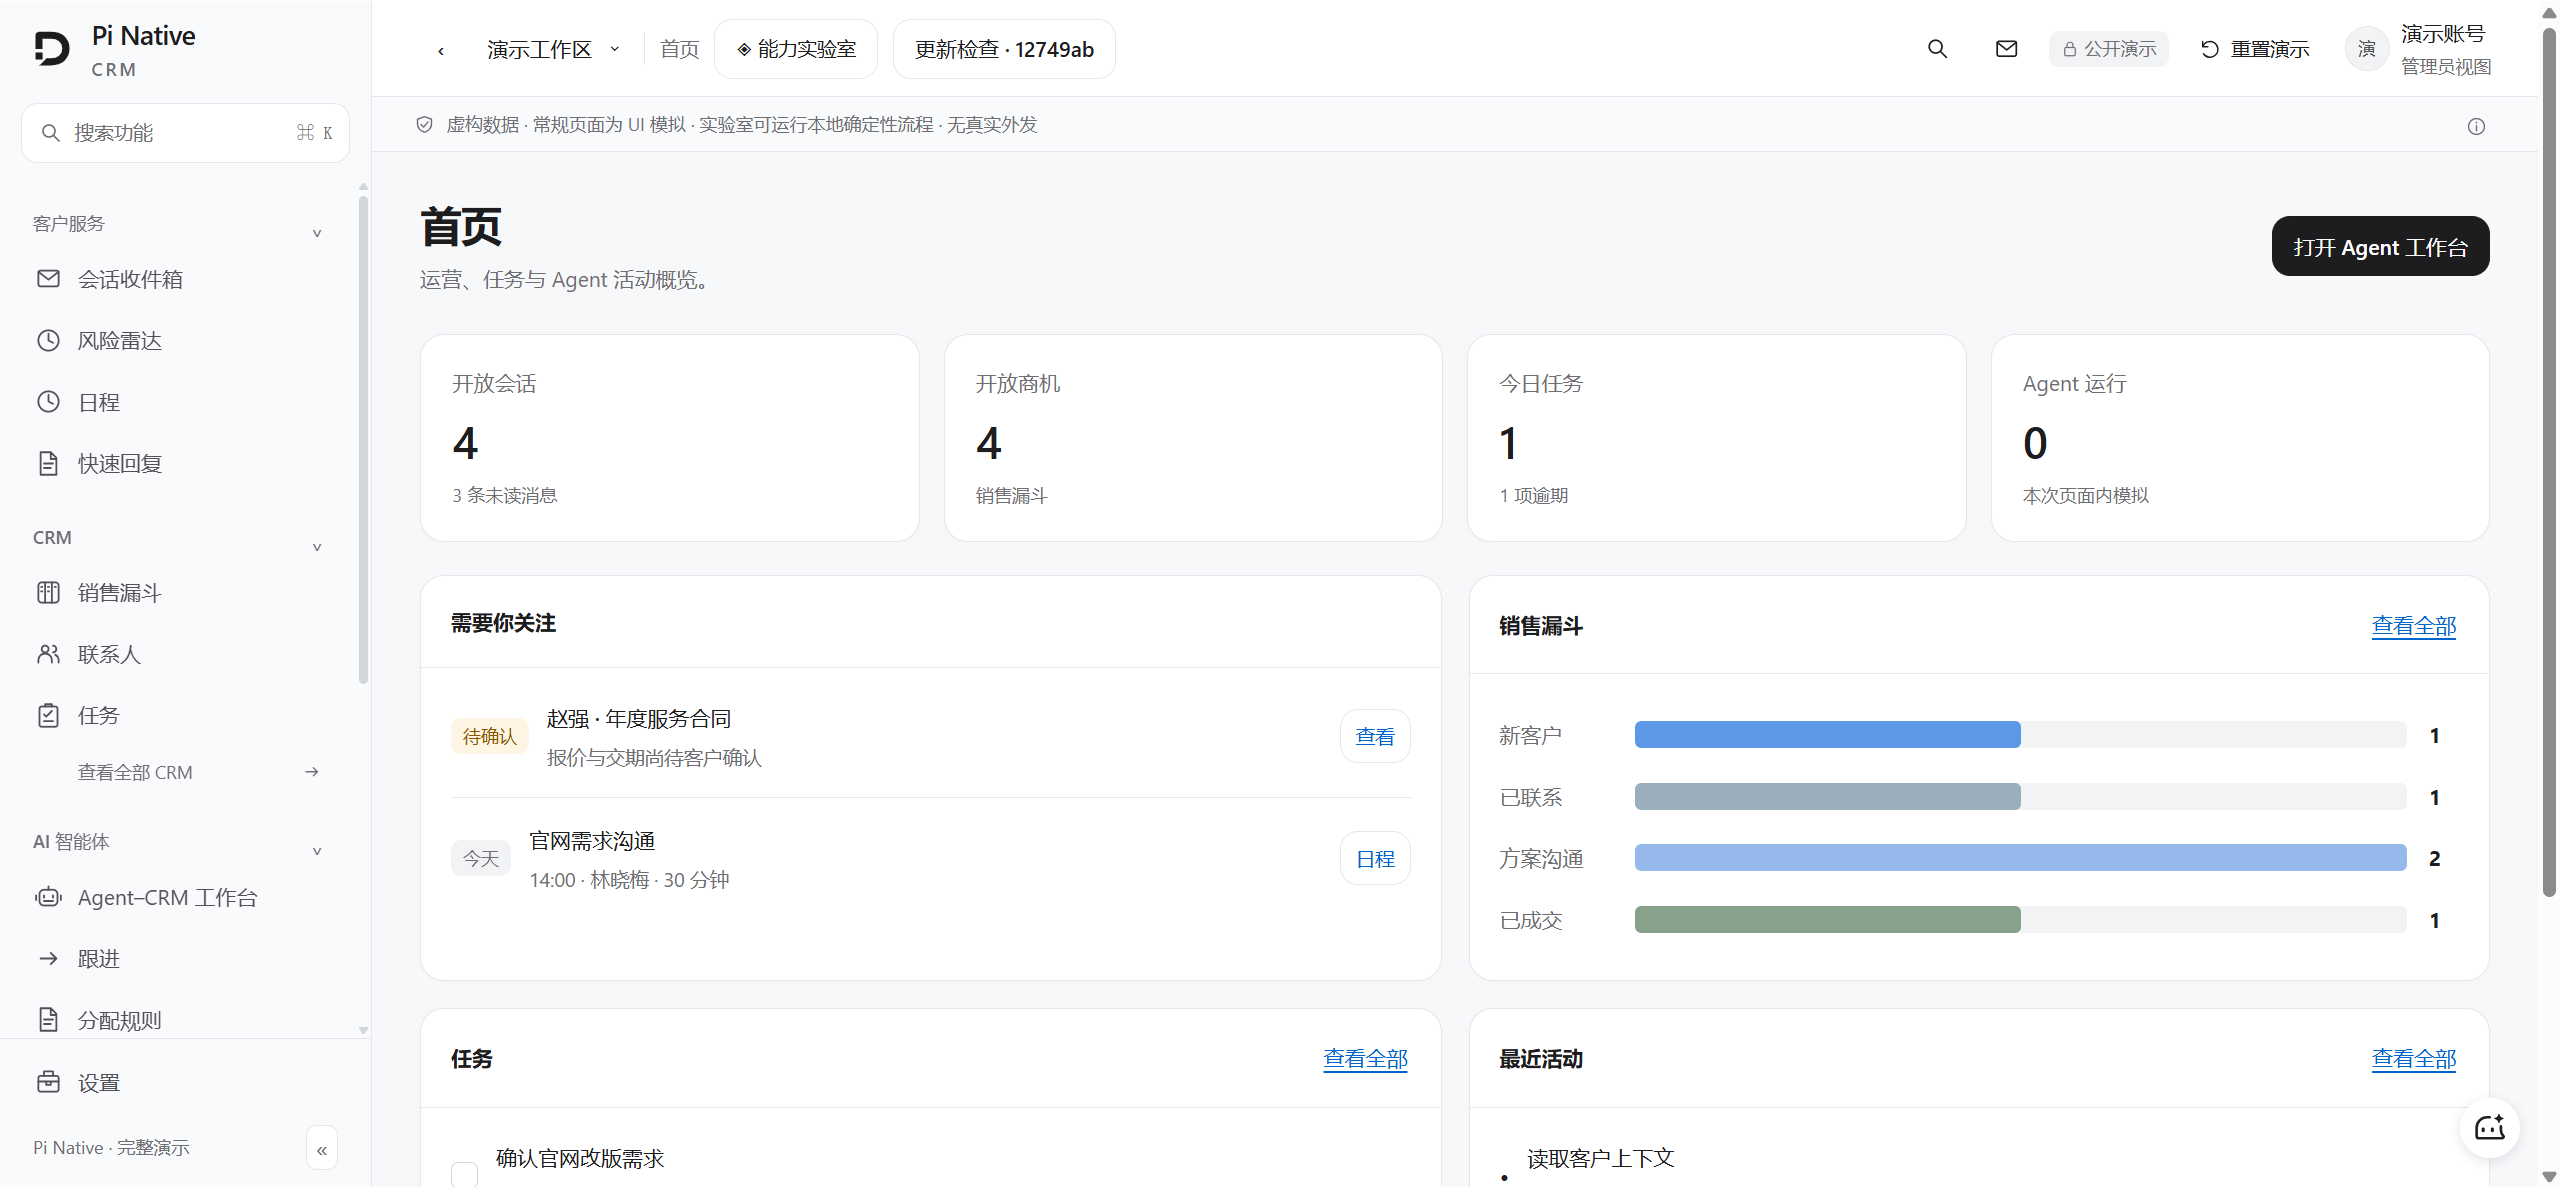 Pi Native
CRM
搜索功能
⌘ K
客户服务
会话收件箱
风险雷达
日程
快速回复
CRM
销售漏斗
联系人
任务
查看全部 CRM →
AI 智能体
Agent–CRM 工作台
跟进
分配规则
设置
Pi Native · 完整演示
«
‹ 演示工作区
首页
◈ 能力实验室
更新检查 · 12749ab
公开演示
重置演示
演
演示账号
管理员视图
虚构数据 · 常规页面为 UI 模拟 · 实验室可运行本地确定性流程 · 无真实外发
首页
运营、任务与 Agent 活动概览。
打开 Agent 工作台
开放会话
4
3 条未读消息
开放商机
4
销售漏斗
今日任务
1
1 项逾期
Agent 运行
0
本次页面内模拟
需要你关注
待确认
赵强 · 年度服务合同
报价与交期尚待客户确认
查看
今天
官网需求沟通
14:00 · 林晓梅 · 30 分钟
日程
销售漏斗
查看全部
新客户 1
已联系 1
方案沟通 2
已成交 1
任务
查看全部
确认官网改版需求
最近活动
查看全部
读取客户上下文